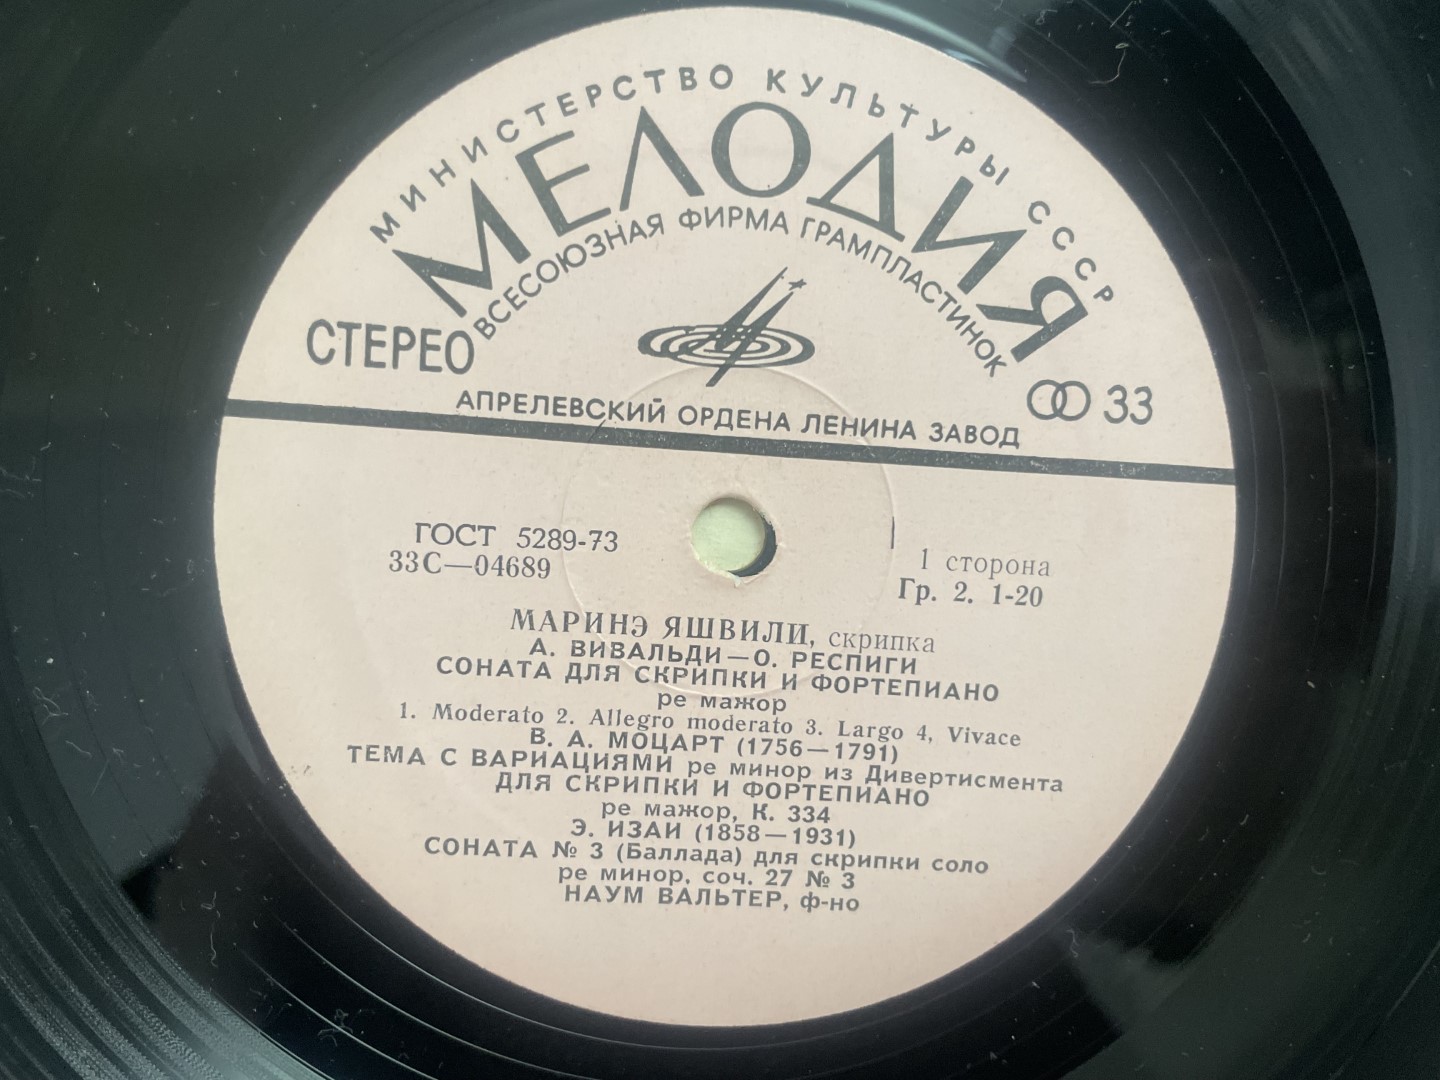 МИНИСТЕРСТВО КУЛЬТУРЫ СССР
МЕЛОДИЯ
ВСЕСОЮЗНАЯ ФИРМА ГРАМПЛАСТИНОК
СТЕРЕО
33
АПРЕЛЕВСКИЙ ОРДЕНА ЛЕНИНА ЗАВОД
ГОСТ 5289-73
33С—04689
1 сторона
Гр. 2. 1-20
МАРИНЭ ЯШВИЛИ, скрипка
А. ВИВАЛЬДИ—О. РЕСПИГИ
СОНАТА ДЛЯ СКРИПКИ И ФОРТЕПИАНО
ре мажор
1. Moderato 2. Allegro moderato 3. Largo 4, Vivace
В. А. МОЦАРТ (1756—1791)
ТЕМА С ВАРИАЦИЯМИ ре минор из Дивертисмента
ДЛЯ СКРИПКИ И ФОРТЕПИАНО
ре мажор, К. 334
Э. ИЗАИ (1858—1931)
СОНАТА № 3 (Баллада) для скрипки соло
ре минор, соч. 27 № 3
НАУМ ВАЛЬТЕР, ф-но